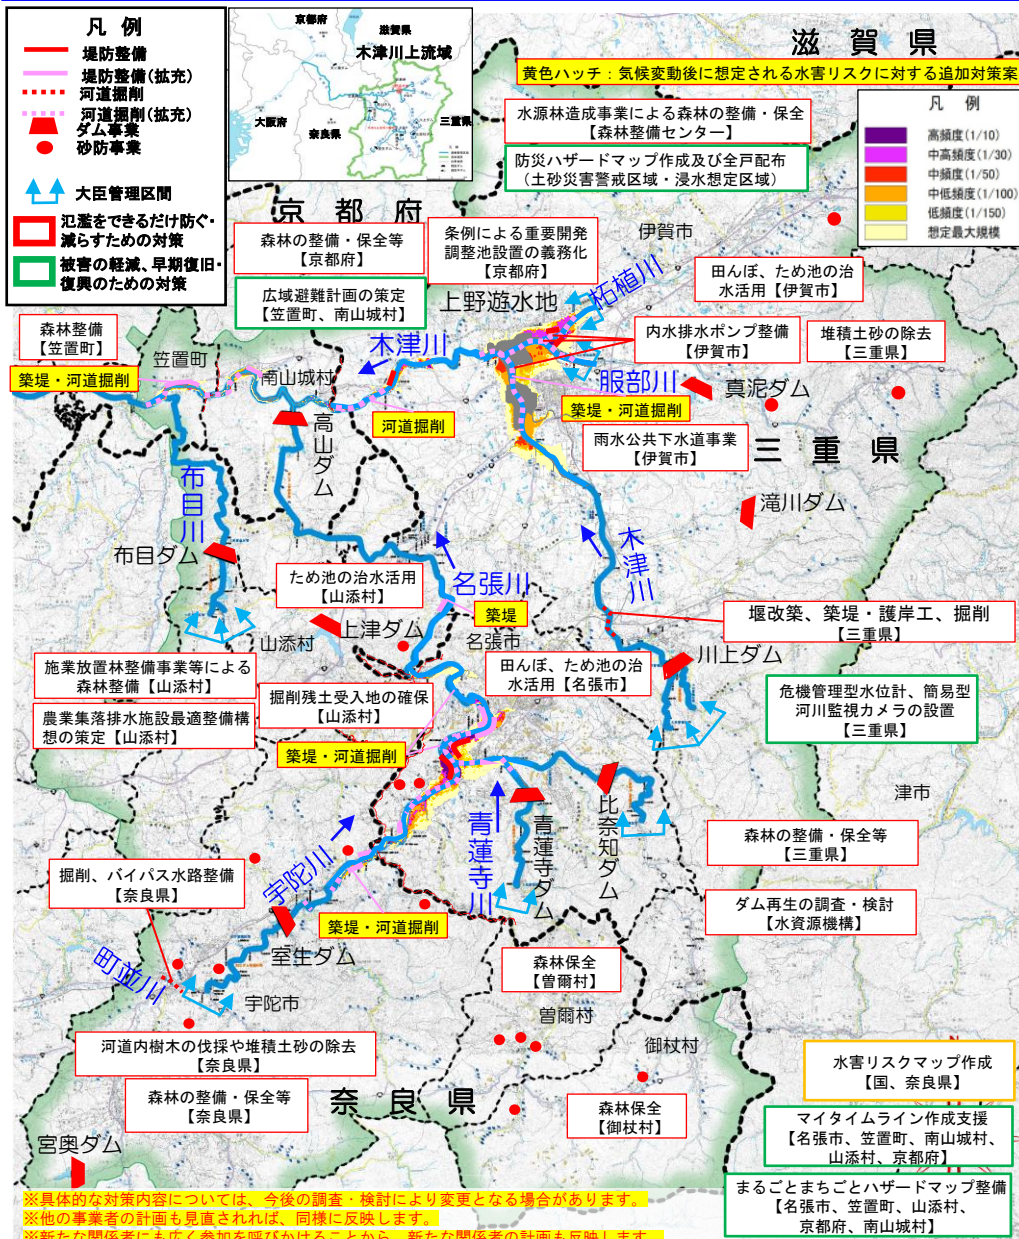 凡 例
堤防整備
堤防整備(拡充)
河道掘削
河道掘削(拡充)
ダム事業
砂防事業
大臣管理区間
氾濫をできるだけ防ぐ・
減らすための対策
被害の軽減、早期復旧・
復興のための対策
京都府
滋賀県
木津川上流域
大阪府
奈良県
三重県
滋賀県
黄色ハッチ：気候変動後に想定される水害リスクに対する追加対策案
水源林造成事業による森林の整備・保全
【森林整備センター】
防災ハザードマップ作成及び全戸配布
（土砂災害警戒区域・浸水想定区域）
凡 例
高頻度(1/10)
中高頻度(1/30)
中頻度(1/50)
中低頻度(1/100)
低頻度(1/150)
想定最大規模
京都府
森林の整備・保全等
【京都府】
条例による重要開発
調整池設置の義務化
【京都府】
伊賀市
田んぼ、ため池の治
水活用【伊賀市】
広域避難計画の策定
【笠置町、南山城村】
上野遊水地
柘植川
森林整備
【笠置町】
笠置町
木津川
内水排水ポンプ整備
【伊賀市】
堆積土砂の除去
【三重県】
築堤・河道掘削
南山城村
服部川
真泥ダム
河道掘削
築堤・河道掘削
高山ダム
雨水公共下水道事業
【伊賀市】
三重県
布目川
滝川ダム
布目ダム
木津川
ため池の治水活用
【山添村】
名張川
築堤
堰改築、築堤・護岸工、掘削
【三重県】
上津ダム
名張市
山添村
川上ダム
施業放置林整備事業等による
森林整備【山添村】
掘削残土受入地の確保
【山添村】
田んぼ、ため池の治
水活用【名張市】
危機管理型水位計、簡易型
河川監視カメラの設置
【三重県】
農業集落排水施設最適整備構
想の策定【山添村】
築堤・河道掘削
津市
青蓮寺川
青蓮寺ダム
比奈知ダム
森林の整備・保全等
【三重県】
掘削、バイパス水路整備
【奈良県】
宇陀川
ダム再生の調査・検討
【水資源機構】
築堤・河道掘削
室生ダム
町並川
森林保全
【曽爾村】
宇陀市
曽爾村
河道内樹木の伐採や堆積土砂の除去
【奈良県】
御杖村
水害リスクマップ作成
【国、奈良県】
森林の整備・保全等
【奈良県】
奈良県
森林保全
【御杖村】
マイタイムライン作成支援
【名張市、笠置町、南山城村、
山添村、京都府】
宮奥ダム
まるごとまちごとハザードマップ整備
【名張市、笠置町、山添村、
京都府、南山城村】
※具体的な対策内容については、今後の調査・検討により変更となる場合があります。
※他の事業者の計画も見直されれば、同様に反映します。
※新たな関係者にも広く参加を呼びかけることから、新たな関係者の計画も反映します。